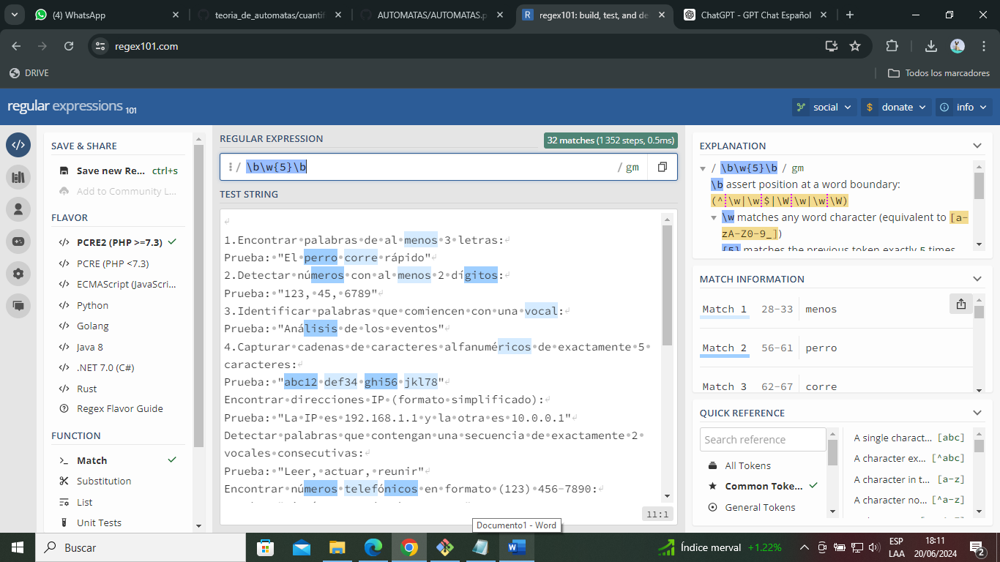 (4) WhatsApp
teoria_de_automatas/cuantif
AUTOMATAS/AUTOMATAS.p
regex101: build, test, and de
ChatGPT - GPT Chat Español
regex101.com
DRIVE
Todos los marcadores
regular expressions 101
social
$ donate
info
SAVE & SHARE
Save new Re... ctrl+s
Add to Community L...
FLAVOR
</> PCRE2 (PHP >=7.3)
</> PCRE (PHP <7.3)
</> ECMAScript (JavaScri...
</> Python
</> Golang
</> Java 8
</> .NET 7.0 (C#)
</> Rust
Regex Flavor Guide
FUNCTION
Match
Substitution
List
Unit Tests
REGULAR EXPRESSION
32 matches (1 352 steps, 0.5ms)
/ \b\w{5}\b / gm
TEST STRING
1.Encontrar palabras de al menos 3 letras:
Prueba: "El perro corre rápido"
2.Detectar números con al menos 2 dígitos:
Prueba: "123, 45, 6789"
3.Identificar palabras que comiencen con una vocal:
Prueba: "Análisis de los eventos"
4.Capturar cadenas de caracteres alfanuméricos de exactamente 5
caracteres:
Prueba: "abc12 def34 ghi56 jkl78"
Encontrar direcciones IP (formato simplificado):
Prueba: "La IP es 192.168.1.1 y la otra es 10.0.0.1"
Detectar palabras que contengan una secuencia de exactamente 2
vocales consecutivas:
Prueba: "Leer, actuar, reunir"
Encontrar números telefónicos en formato (123) 456-7890:
11:1
EXPLANATION
/ \b\w{5}\b / gm
\b assert position at a word boundary:
(^\w|\w$|\W\w|\w\W)
\w matches any word character (equivalent to [a-
zA-Z0-9_])
{5} matches the previous token exactly 5 times
MATCH INFORMATION
Match 1 28-33 menos
Match 2 56-61 perro
Match 3 62-67 corre
QUICK REFERENCE
Search reference
All Tokens
Common Toke...
General Tokens
A single charact... [abc]
A character ex... [^abc]
A character in t... [a-z]
A character no... [^a-z]
Documento1 - Word
Buscar
Índice merval +1.22%
ESP
LAA
18:11
20/06/2024
2